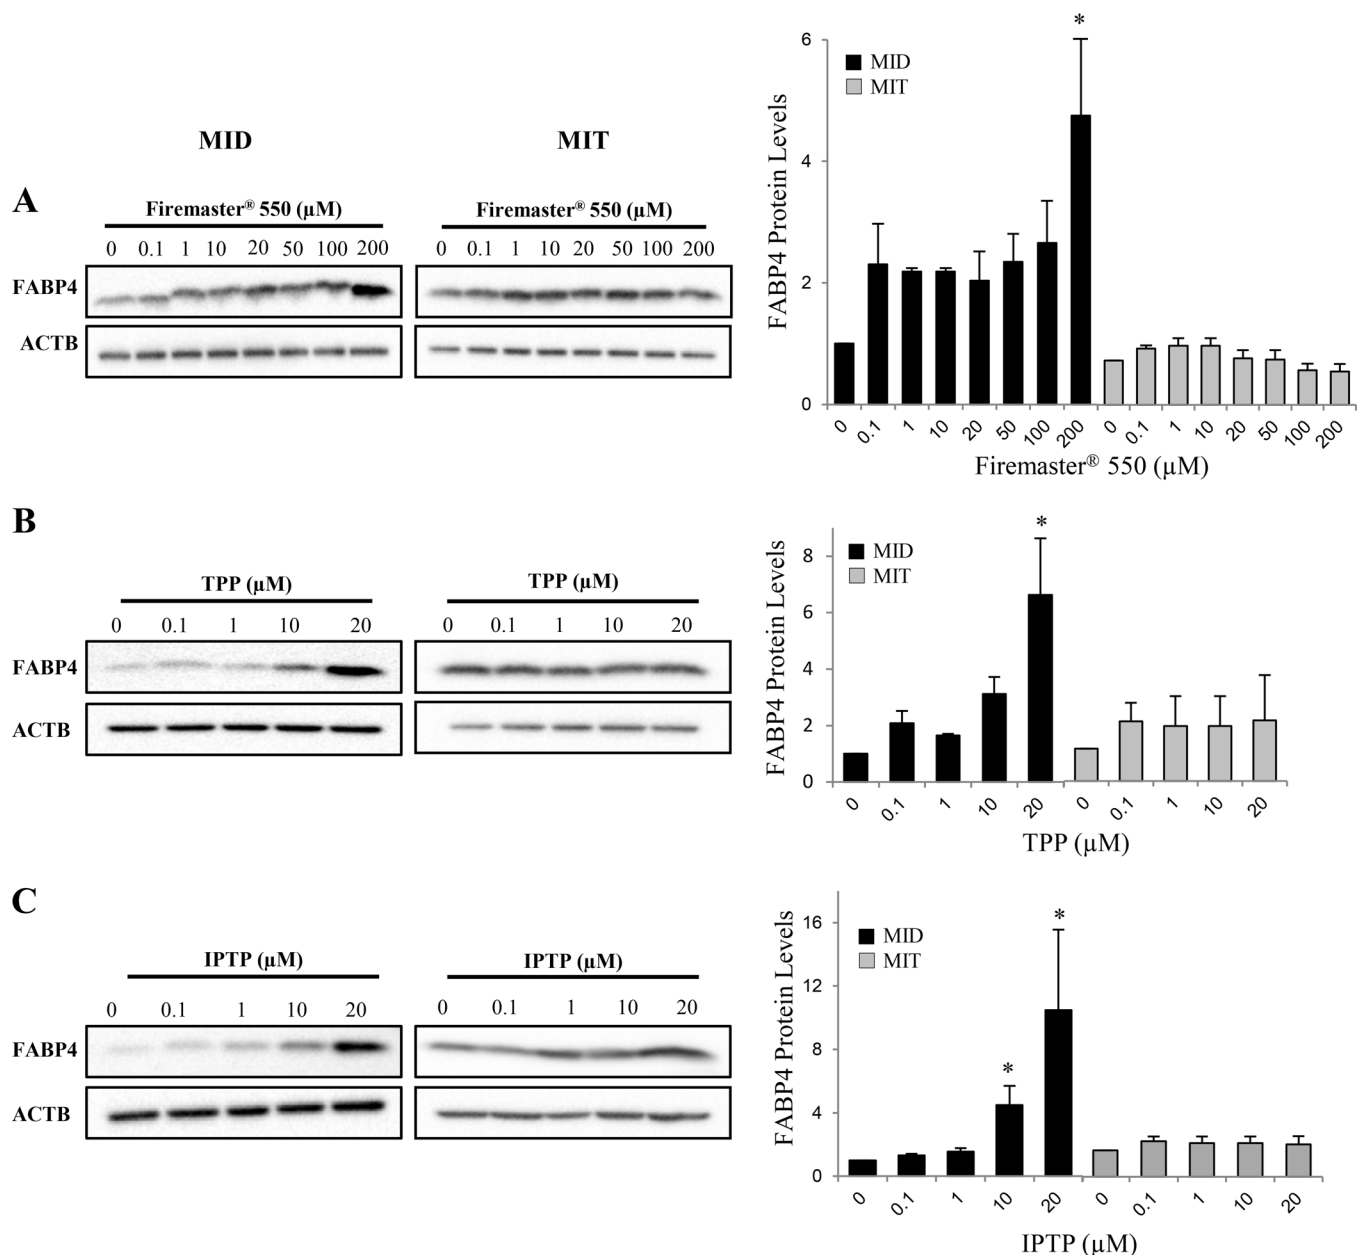 MID MIT
A
Firemaster® 550 (µM) Firemaster® 550 (µM)
0 0.1 1 10 20 50 100 200 0 0.1 1 10 20 50 100 200
FABP4
ACTB
*
6
4
2
0
FABP4 Protein Levels
MID
MIT
0 0.1 1 10 20 50 100 200 0 0.1 1 10 20 50 100 200
Firemaster® 550 (µM)
B
TPP (µM) TPP (µM)
0 0.1 1 10 20 0 0.1 1 10 20
FABP4
ACTB
*
8
6
4
2
0
FABP4 Protein Levels
MID
MIT
0 0.1 1 10 20 0 0.1 1 10 20
TPP (µM)
C
IPTP (µM) IPTP (µM)
0 0.1 1 10 20 0 0.1 1 10 20
FABP4
ACTB
* *
16
12
8
4
0
FABP4 Protein Levels
MID
MIT
0 0.1 1 10 20 0 0.1 1 10 20
IPTP (µM)